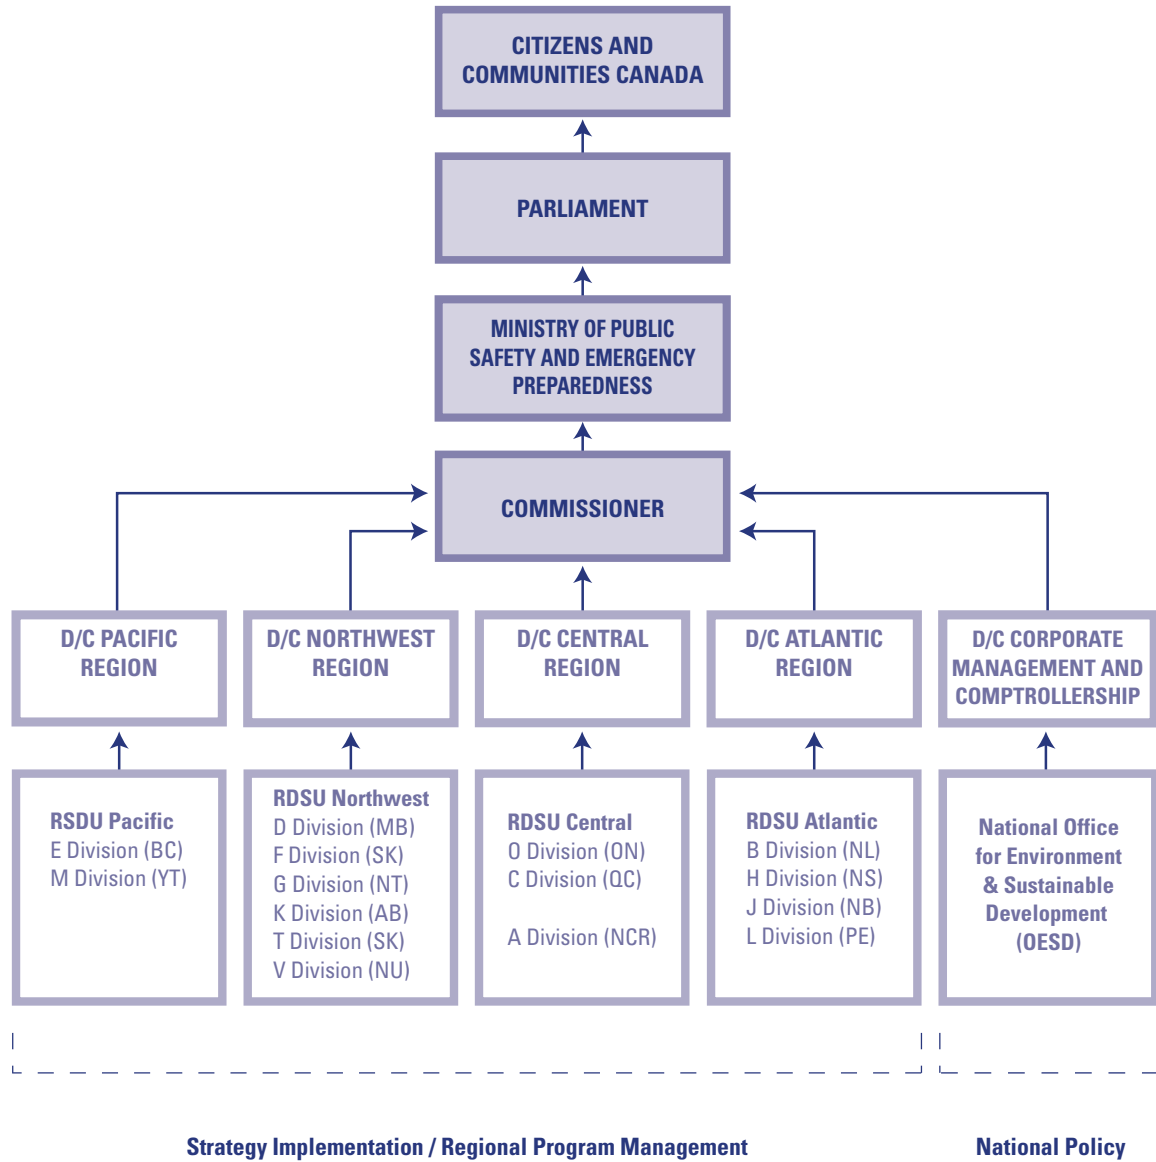 CITIZENS AND
COMMUNITIES CANADA
PARLIAMENT
MINISTRY OF PUBLIC
SAFETY AND EMERGENCY
PREPAREDNESS
COMMISSIONER
D/C PACIFIC
REGION
D/C NORTHWEST
REGION
D/C CENTRAL
REGION
D/C ATLANTIC
REGION
D/C CORPORATE
MANAGEMENT AND
COMPTROLLERSHIP
RSDU Pacific
E Division (BC)
M Division (YT)
RDSU Northwest
D Division (MB)
F Division (SK)
G Division (NT)
K Division (AB)
T Division (SK)
V Division (NU)
RDSU Central
O Division (ON)
C Division (QC)
A Division (NCR)
RDSU Atlantic
B Division (NL)
H Division (NS)
J Division (NB)
L Division (PE)
National Office
for Environment
& Sustainable
Development
(OESD)
Strategy Implementation / Regional Program Management
National Policy